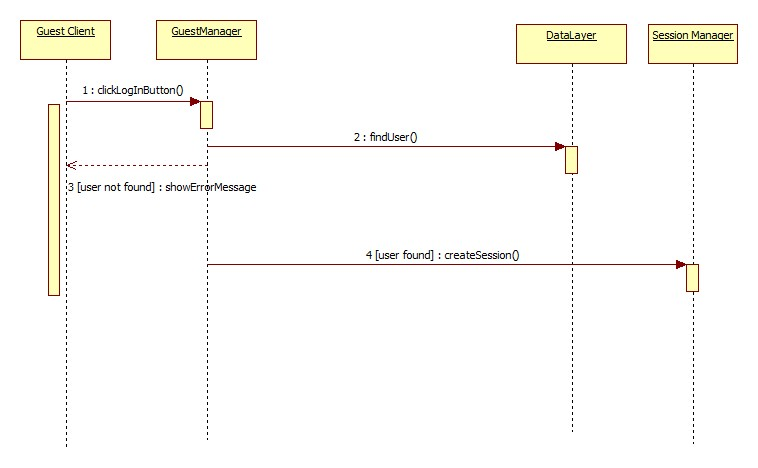 Guest Client
GuestManager
DataLayer
Session Manager
1 : clickLogInButton()
2 : findUser()
3 [user not found] : showErrorMessage
4 [user found] : createSession()